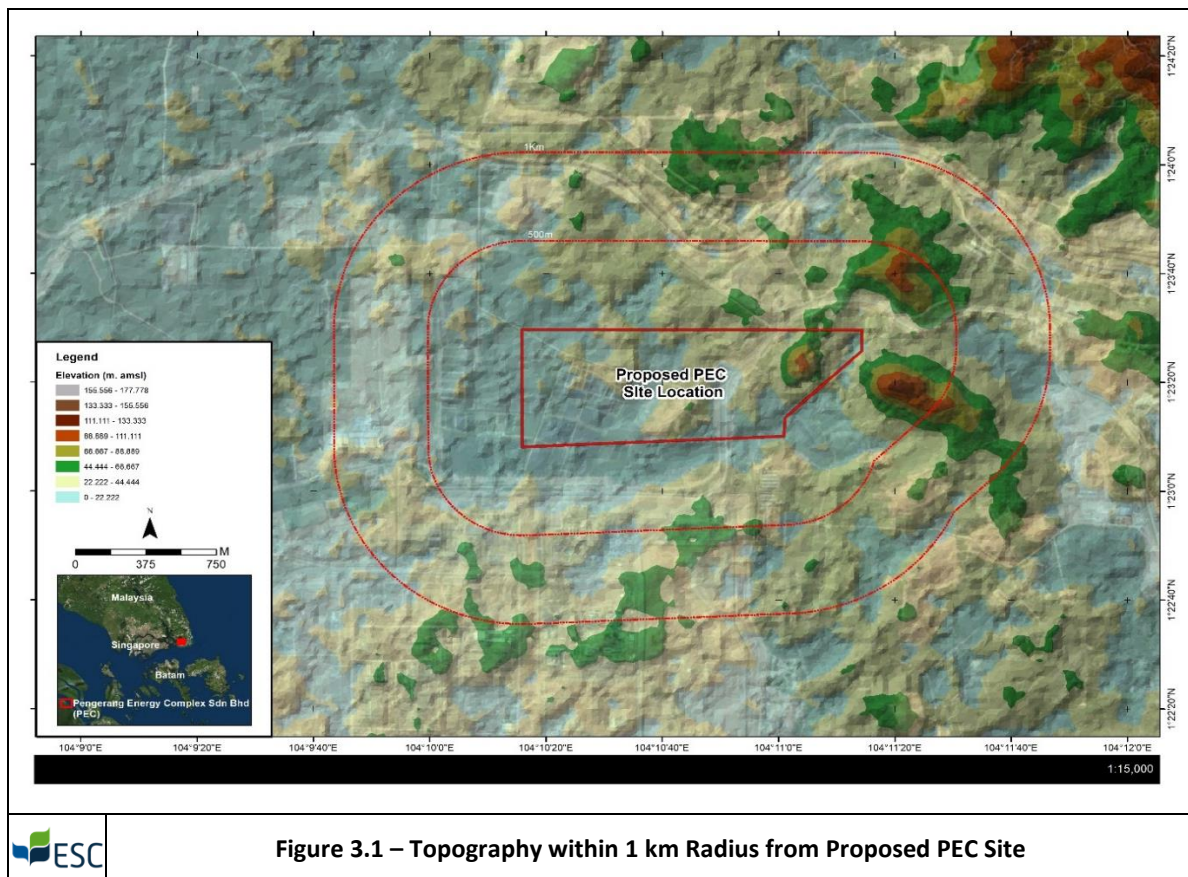 1Km
500m
Proposed PEC
Site Location
1°24'20"N
1°24'0"N
1°23'40"N
1°23'20"N
1°23'0"N
1°22'40"N
1°22'20"N
Legend
Elevation (m. amsl)
155.556 - 177.778
133.333 - 155.556
111.111 - 133.333
88.889 - 111.111
66.667 - 88.889
44.444 - 66.667
22.222 - 44.444
0 - 22.222
N
0 375 750 M
Malaysia
Singapore
Batam
Pengerang Energy Complex Sdn Bhd
(PEC)
104°9'0"E 104°9'20"E 104°9'40"E 104°10'0"E 104°10'20"E 104°10'40"E 104°11'0"E 104°11'20"E 104°11'40"E 104°12'0"E
1:15,000
ESC
Figure 3.1 – Topography within 1 km Radius from Proposed PEC Site